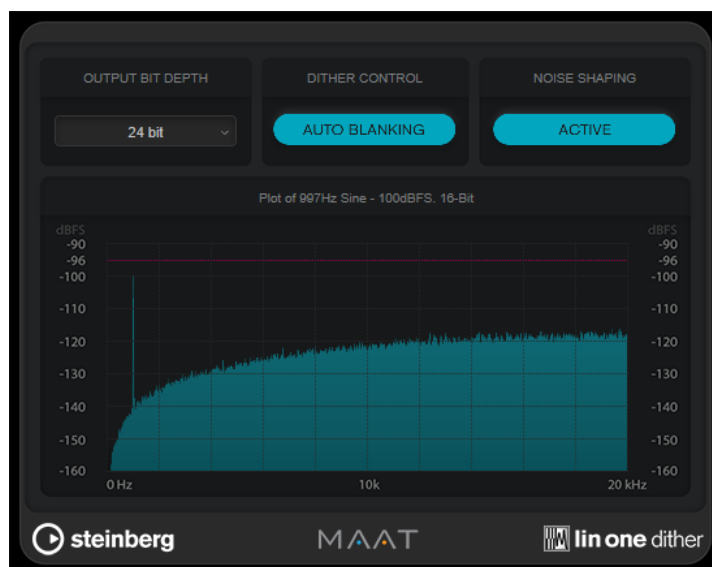 OUTPUT BIT DEPTH
DITHER CONTROL
NOISE SHAPING
24 bit
AUTO BLANKING
ACTIVE
Plot of 997Hz Sine - 100dBFS. 16-Bit
dBFS dBFS
-90 -90
-96 -96
-100 -100
-110 -110
-120 -120
-130 -130
-140 -140
-150 -150
-160 -160
0 Hz 10k 20 kHz
steinberg
MAAT
lin one dither